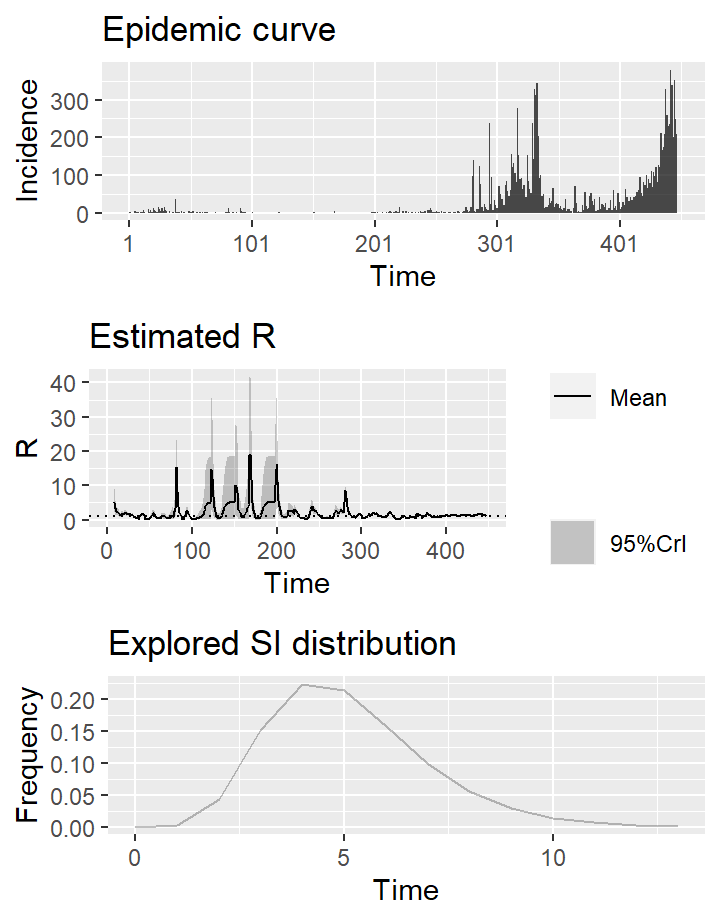 Epidemic curve
Incidence
300
200
100
0
1 101 201 301 401
Time
Estimated R
R
40
30
20
10
0
0 100 200 300 400
Time
Mean
95%CrI
Explored SI distribution
Frequency
0.20
0.15
0.10
0.05
0.00
0 5 10
Time